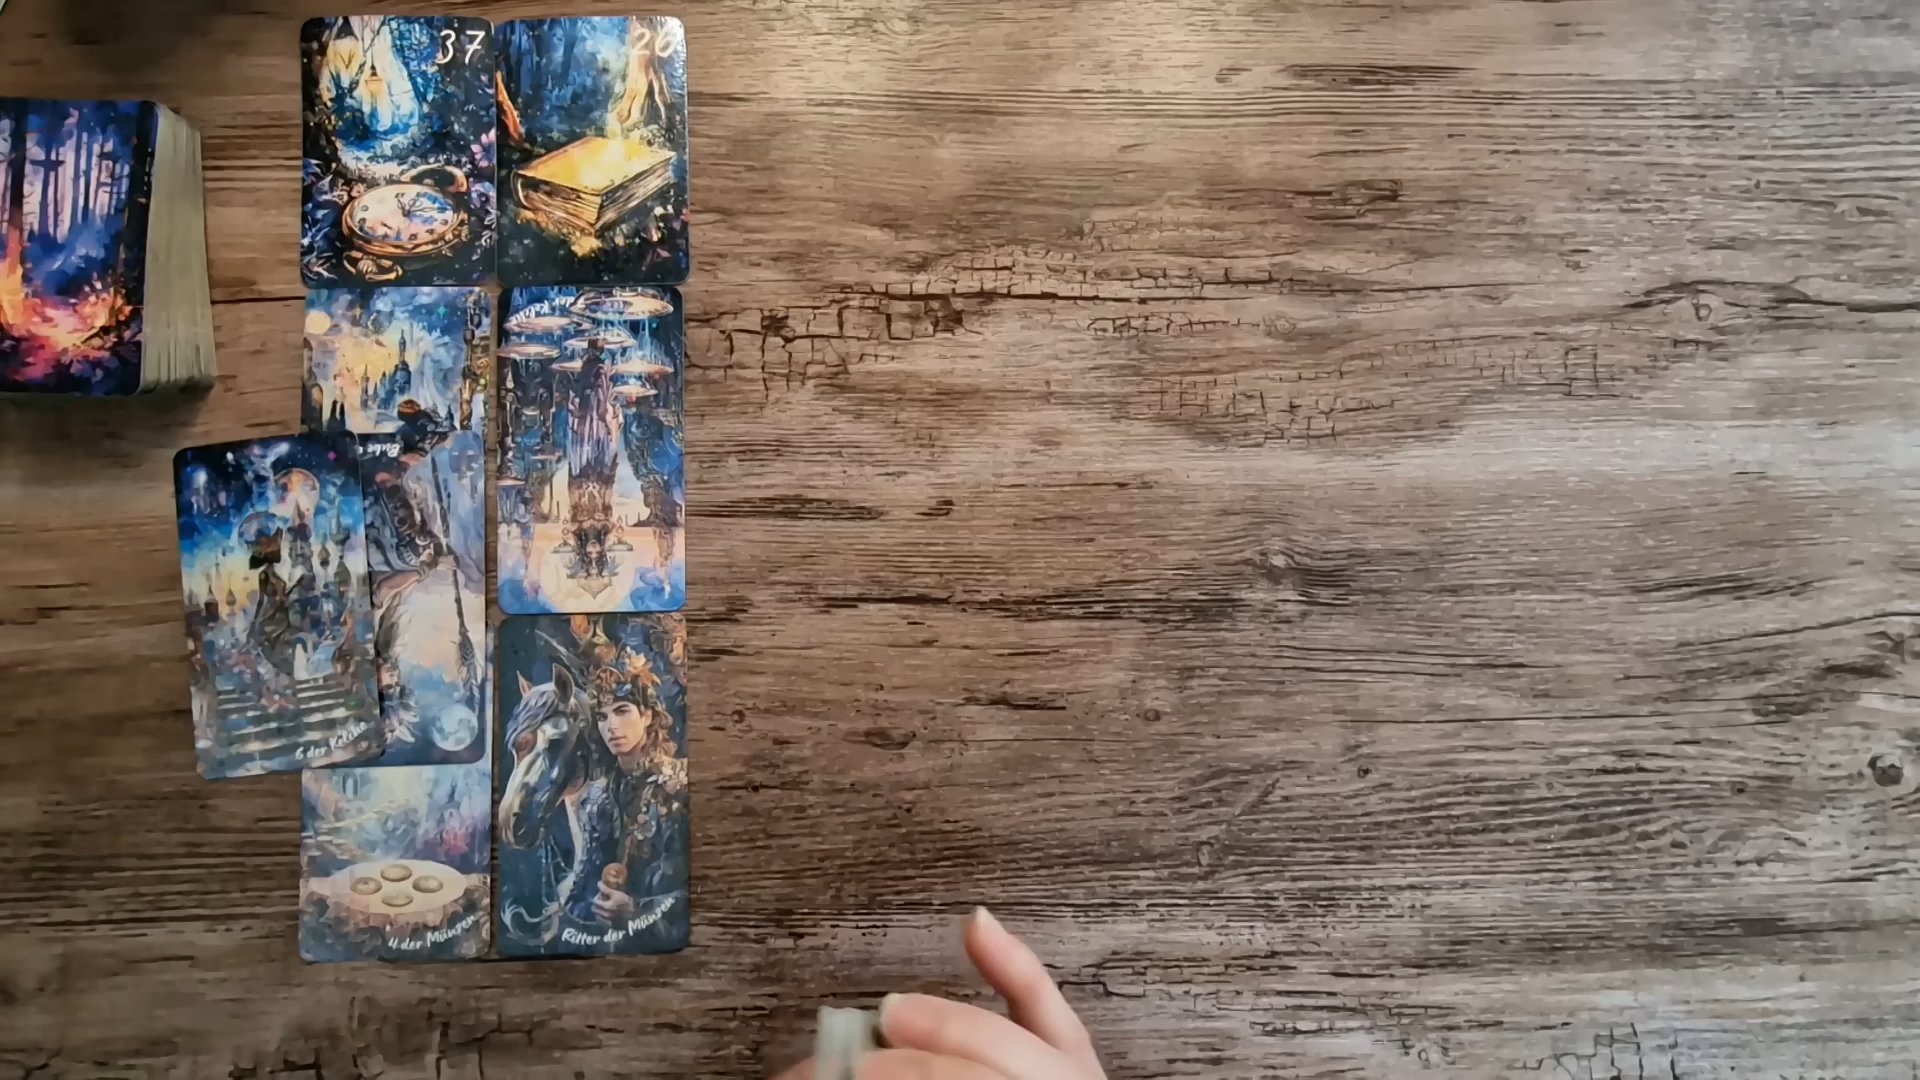 37
26
6 der Kelche
4 der Münzen
Ritter der Münzen